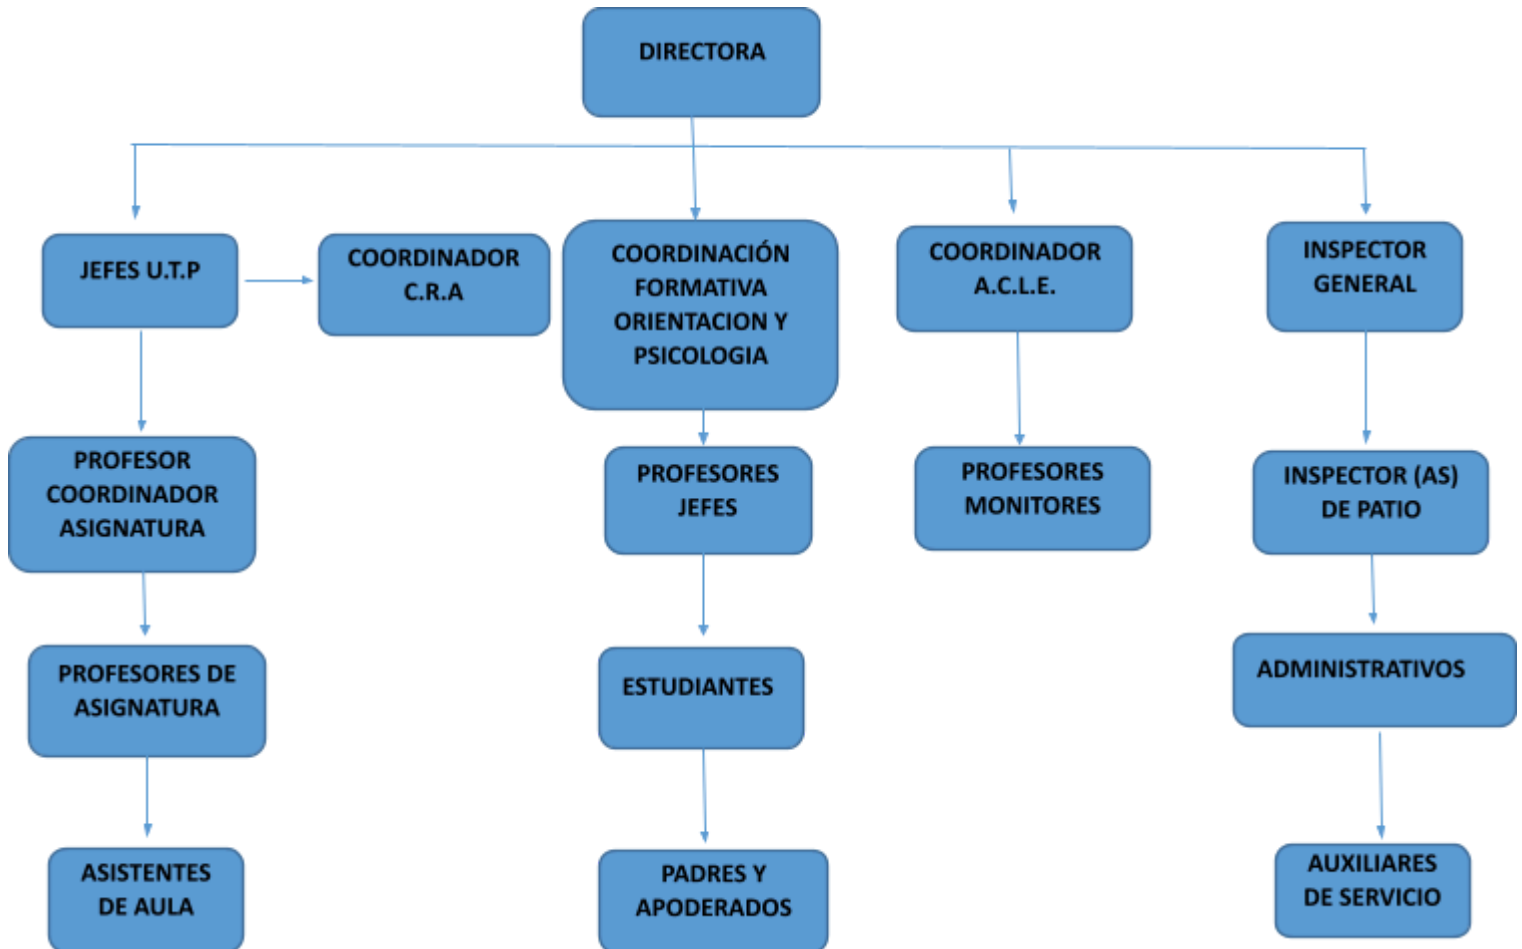 DIRECTORA
JEFES U.T.P
COORDINADOR
C.R.A
COORDINACIÓN
FORMATIVA
ORIENTACION Y
PSICOLOGIA
COORDINADOR
A.C.L.E.
INSPECTOR
GENERAL
PROFESOR
COORDINADOR
ASIGNATURA
PROFESORES
JEFES
PROFESORES
MONITORES
INSPECTOR (AS)
DE PATIO
PROFESORES DE
ASIGNATURA
ESTUDIANTES
ADMINISTRATIVOS
ASISTENTES
DE AULA
PADRES Y
APODERADOS
AUXILIARES
DE SERVICIO